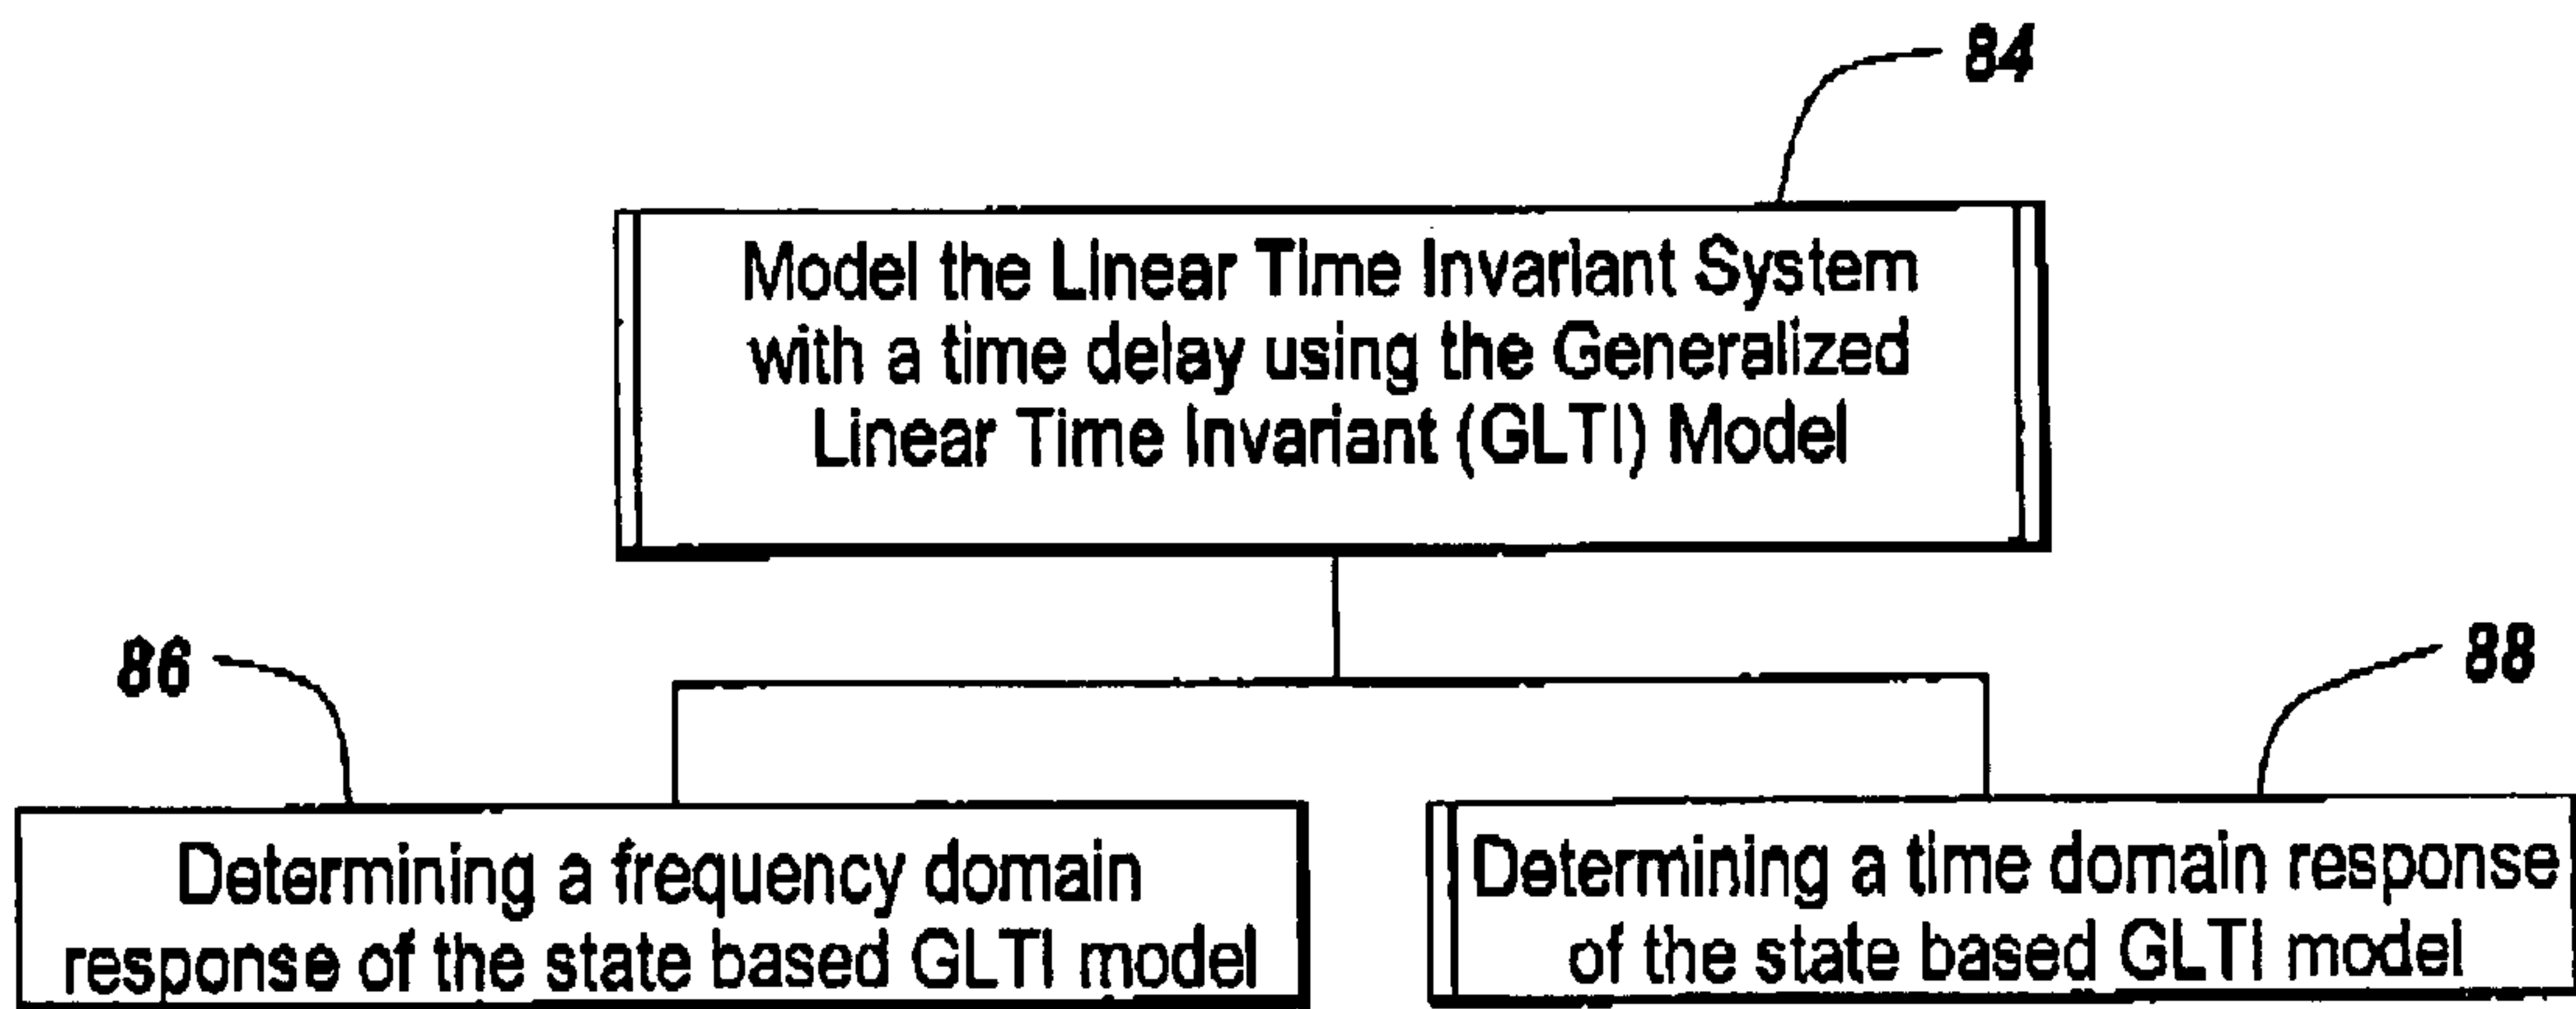 84
Model the Linear Time Invariant System
with a time delay using the Generalized
Linear Time Invariant (GLTI) Model
86
88
Determining a frequency domain
response of the state based GLTI model
Determining a time domain response
of the state based GLTI model